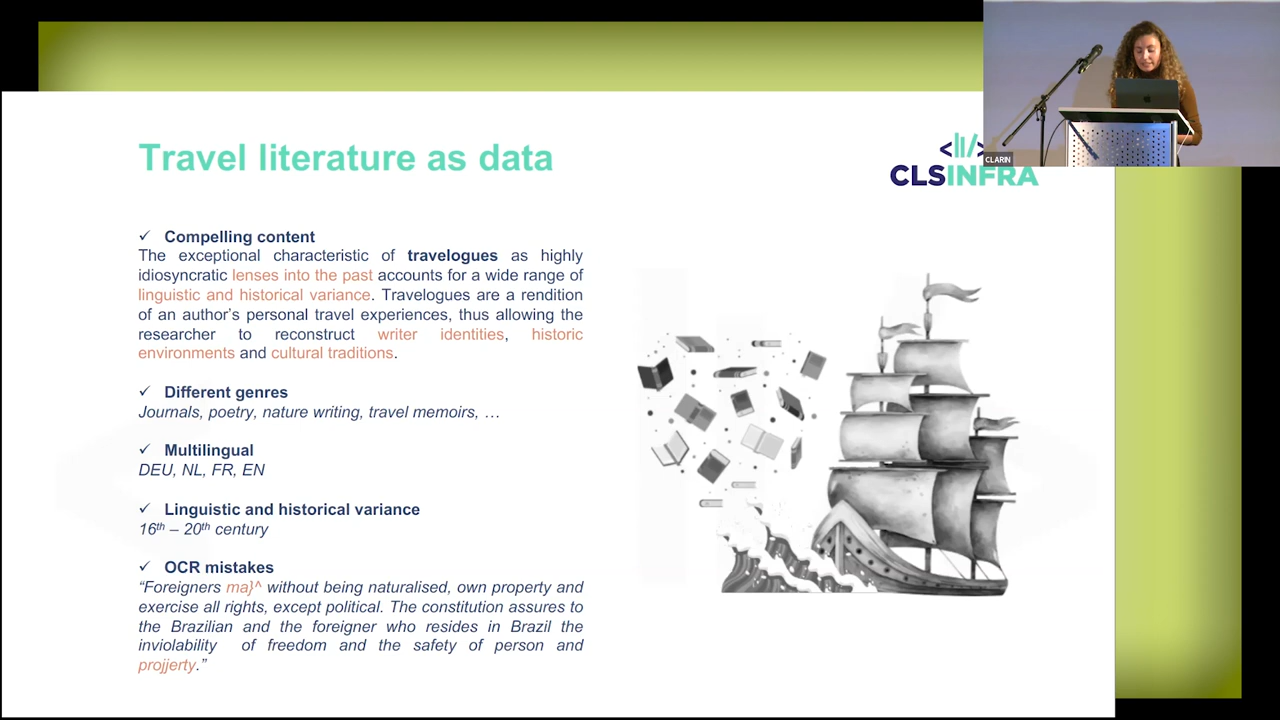 Travel literature as data
CLSINFRA
CLARIN
✓ Compelling content
The exceptional characteristic of travelogues as highly
idiosyncratic lenses into the past accounts for a wide range of
linguistic and historical variance. Travelogues are a rendition
of an author’s personal travel experiences, thus allowing the
researcher to reconstruct writer identities, historic
environments and cultural traditions.
✓ Different genres
Journals, poetry, nature writing, travel memoirs, …
✓ Multilingual
DEU, NL, FR, EN
✓ Linguistic and historical variance
16th – 20th century
✓ OCR mistakes
“Foreigners ma}^ without being naturalised, own property and
exercise all rights, except political. The constitution assures to
the Brazilian and the foreigner who resides in Brazil the
inviolability of freedom and the safety of person and
projjerty.”